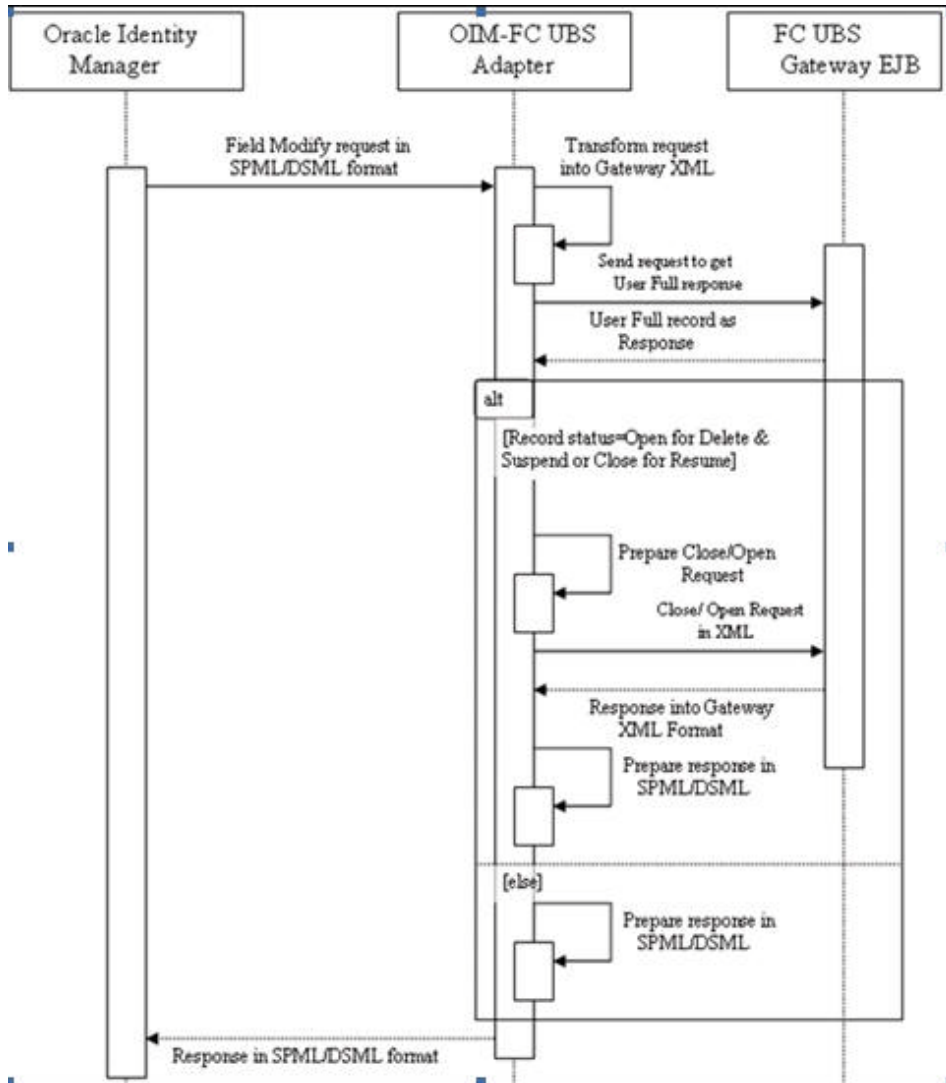 Oracle Identity
Manager
OIM-FC UBS
Adapter
FC UBS
Gateway EJB
Field Modify request in
SPML/DSML format
Transform request
into Gateway XML
Send request to get
User Full response
User Full record as
Response
alt
[Record status=Open for Delete &
Suspend or Close for Resume]
Prepare Close/Open
Request
Close/ Open Request
in XML
Response into Gateway
XML Format
Prepare response in
SPML/DSML
[else]
Prepare response in
SPML/DSML
Response in SPML/DSML format